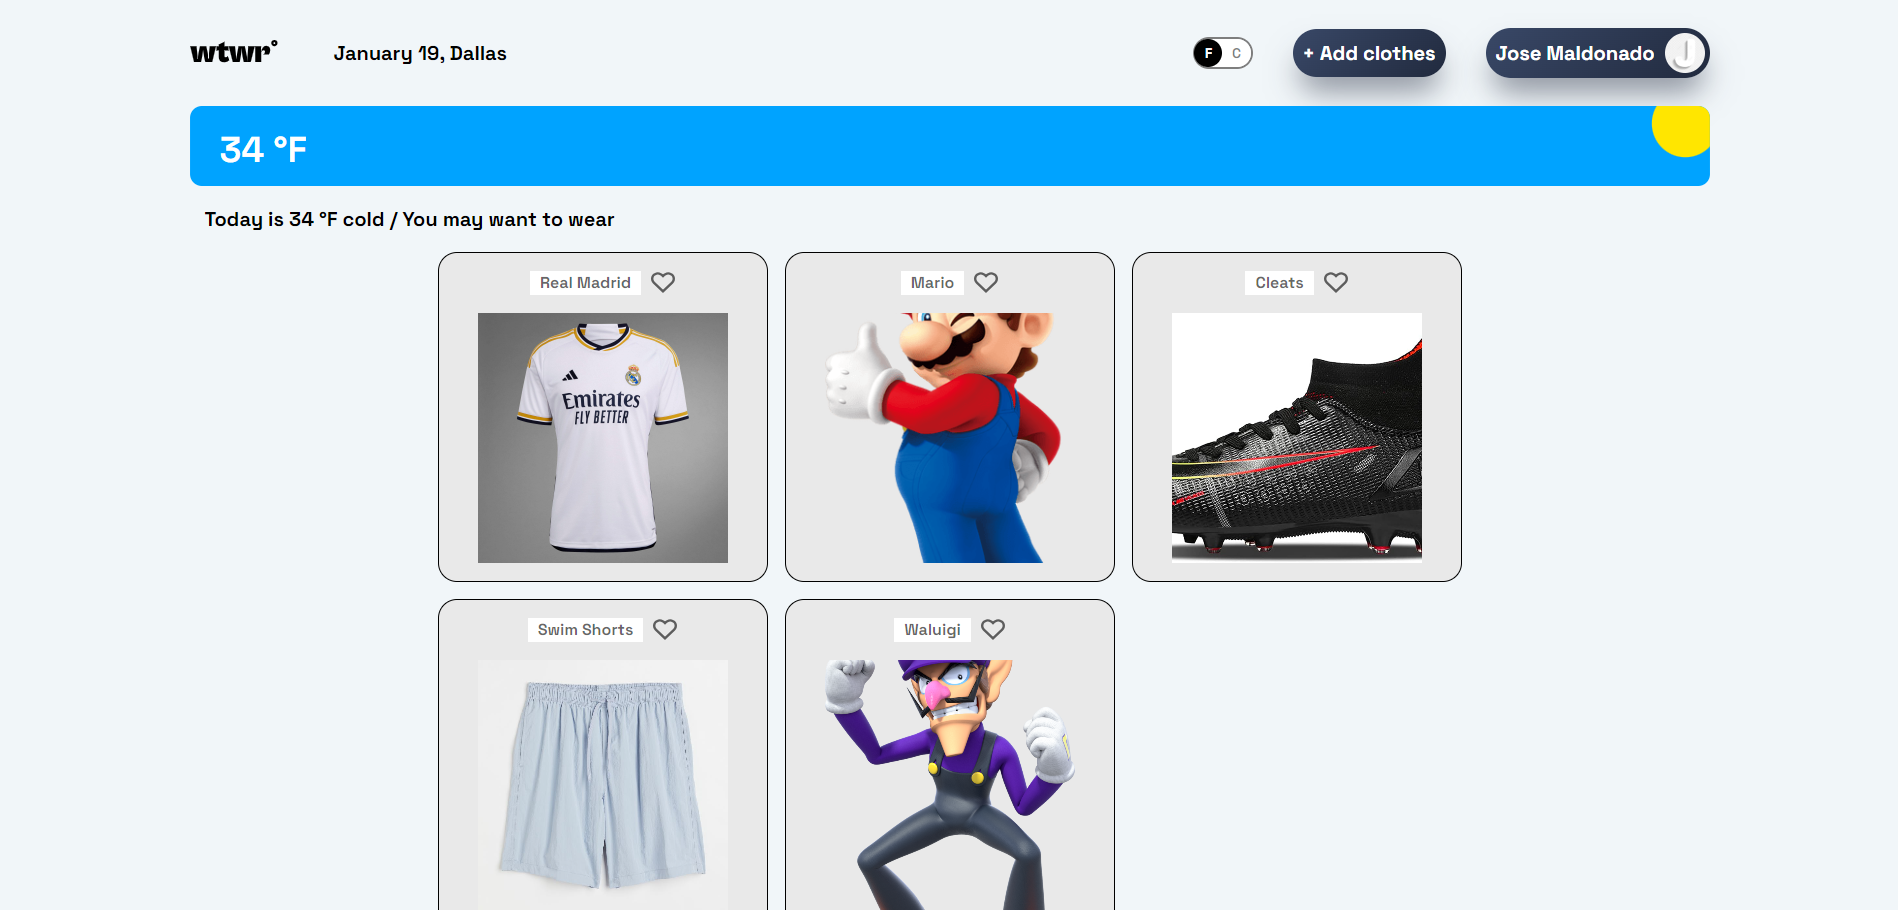 wtwr°
January 19, Dallas
F C
+ Add clothes
Jose Maldonado J
34 °F
Today is 34 °F cold / You may want to wear
Real Madrid
Mario
Cleats
Emirates
FLY BETTER
Swim Shorts
Waluigi